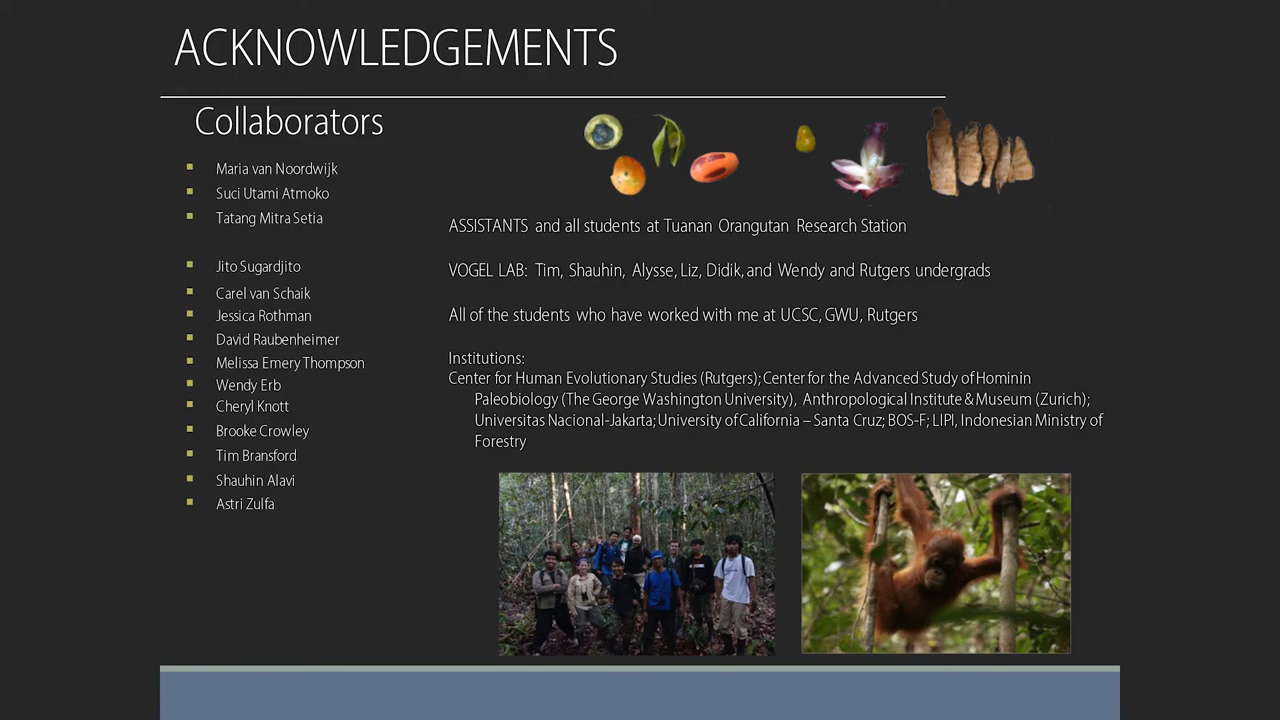 ACKNOWLEDGEMENTS
Collaborators
Maria van Noordwijk
Suci Utami Atmoko
Tatang Mitra Setia
Jito Sugardjito
Carel van Schaik
Jessica Rothman
David Raubenheimer
Melissa Emery Thompson
Wendy Erb
Cheryl Knott
Brooke Crowley
Tim Bransford
Shauhin Alavi
Astri Zulfa
ASSISTANTS and all students at Tuanan Orangutan Research Station
VOGEL LAB: Tim, Shauhin, Alysse, Liz, Didik, and Wendy and Rutgers undergrads
All of the students who have worked with me at UCSC, GWU, Rutgers
Institutions:
Center for Human Evolutionary Studies (Rutgers); Center for the Advanced Study of Hominin
Paleobiology (The George Washington University), Anthropological Institute & Museum (Zurich);
Universitas Nacional-Jakarta; University of California – Santa Cruz; BOS-F; LIPI, Indonesian Ministry of
Forestry